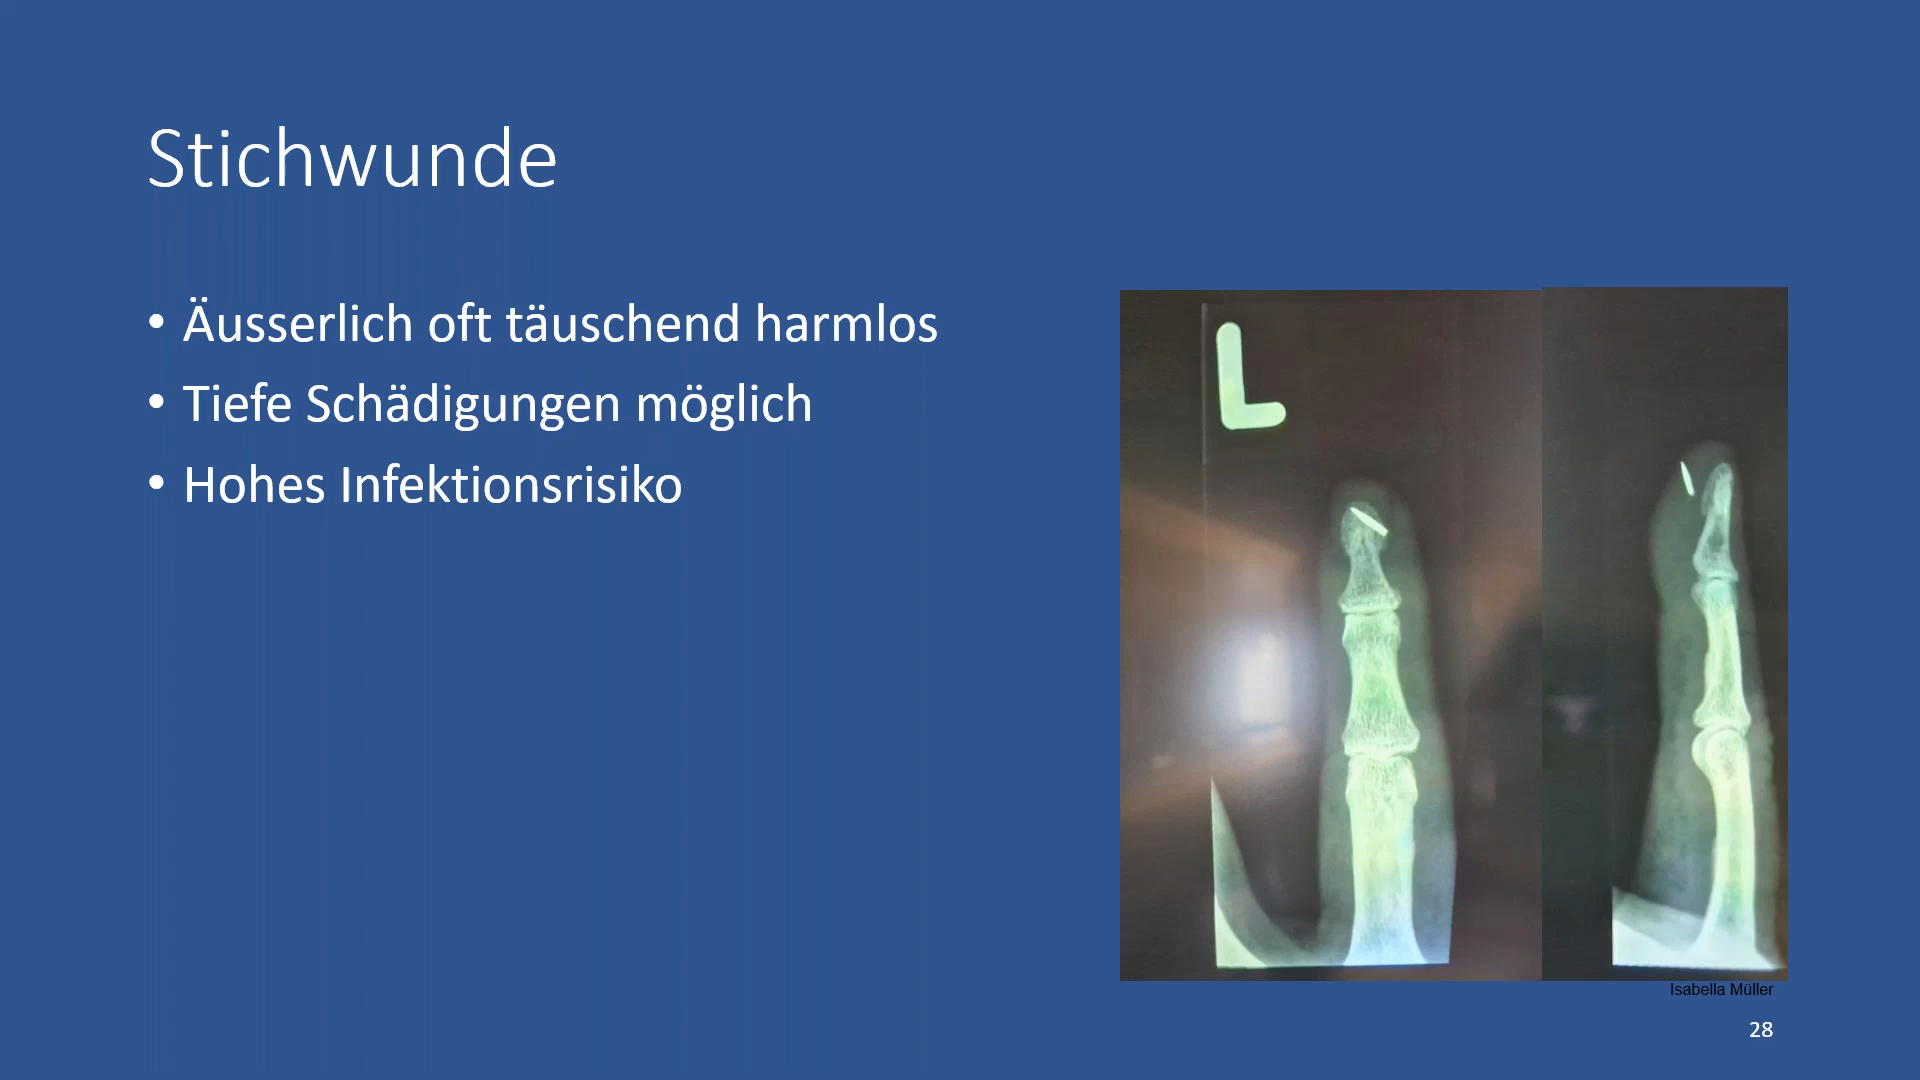 Stichwunde
• Äusserlich oft täuschend harmlos
• Tiefe Schädigungen möglich
• Hohes Infektionsrisiko
L
Isabella Müller
28